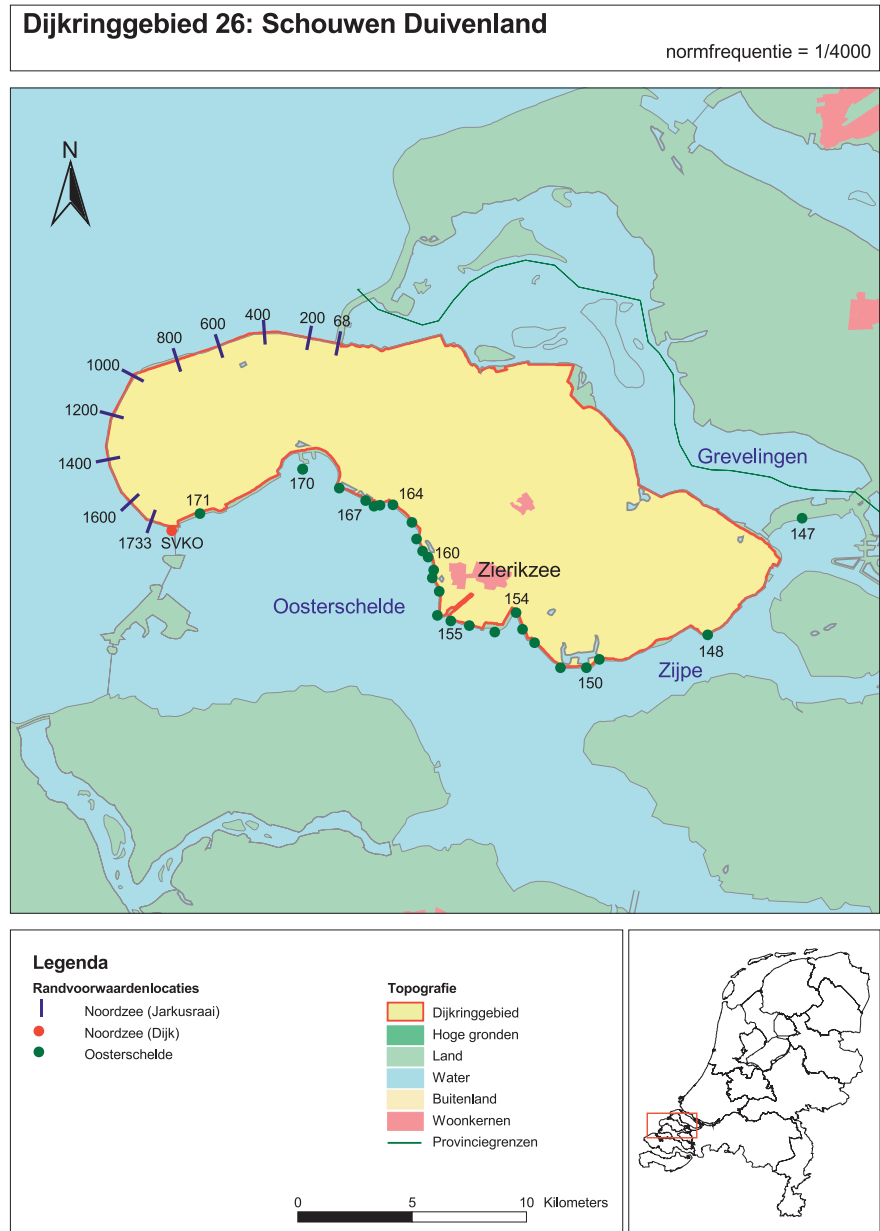 Dijkringgebied 26: Schouwen Duivenland
normfrequentie = 1/4000
N
400
200
68
600
800
1000
1200
1400
1600
1733
SVKO
171
170
167
164
160
Zierikzee
Grevelingen
147
Oosterschelde
154
155
148
Zijpe
150
Legenda
Randvoorwaardenlocaties
Noordzee (Jarkusraai)
Noordzee (Dijk)
Oosterschelde
Topografie
Dijkringgebied
Hoge gronden
Land
Water
Buitenland
Woonkernen
Provinciegrenzen
0 5 10 Kilometers